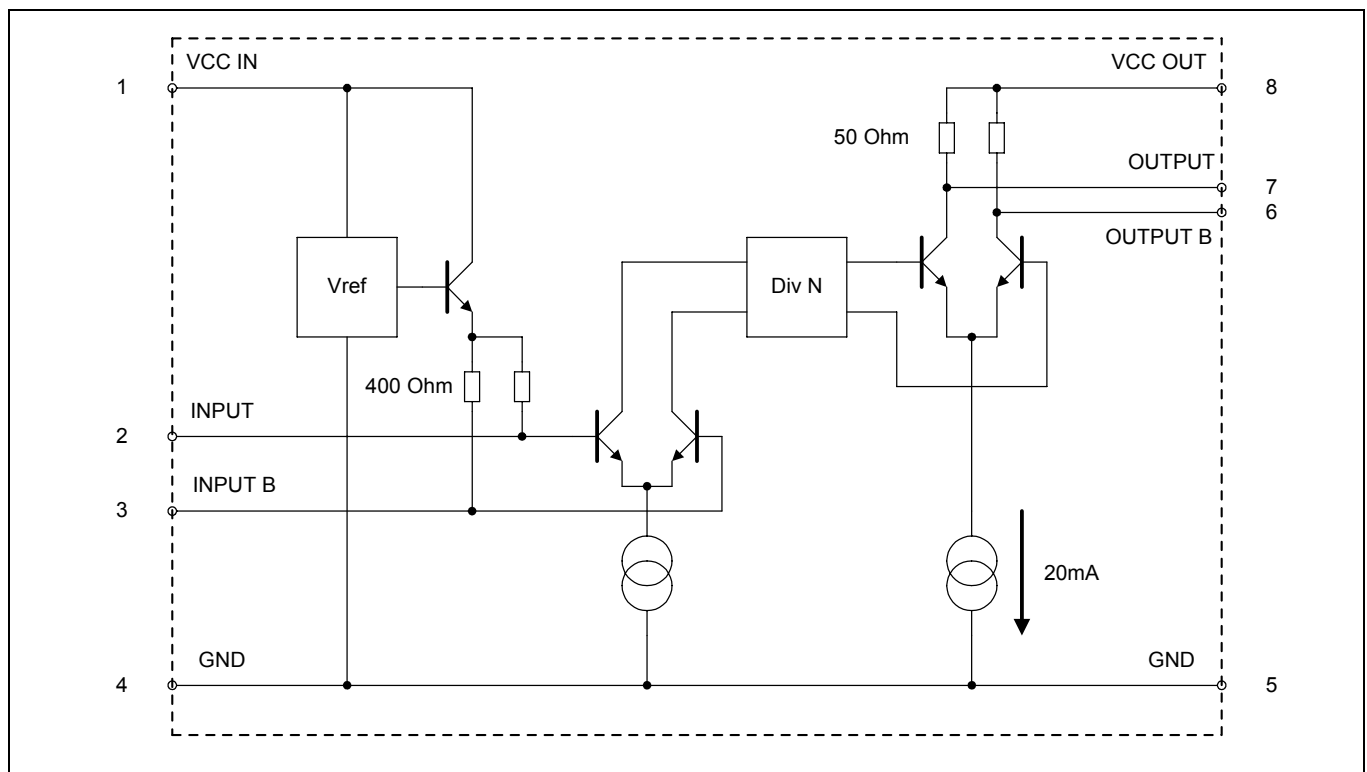 VCC IN
VCC OUT
1
8
50 Ohm
OUTPUT
7
6
OUTPUT B
Vref
Div N
400 Ohm
INPUT
2
INPUT B
3
20mA
GND
GND
4
5